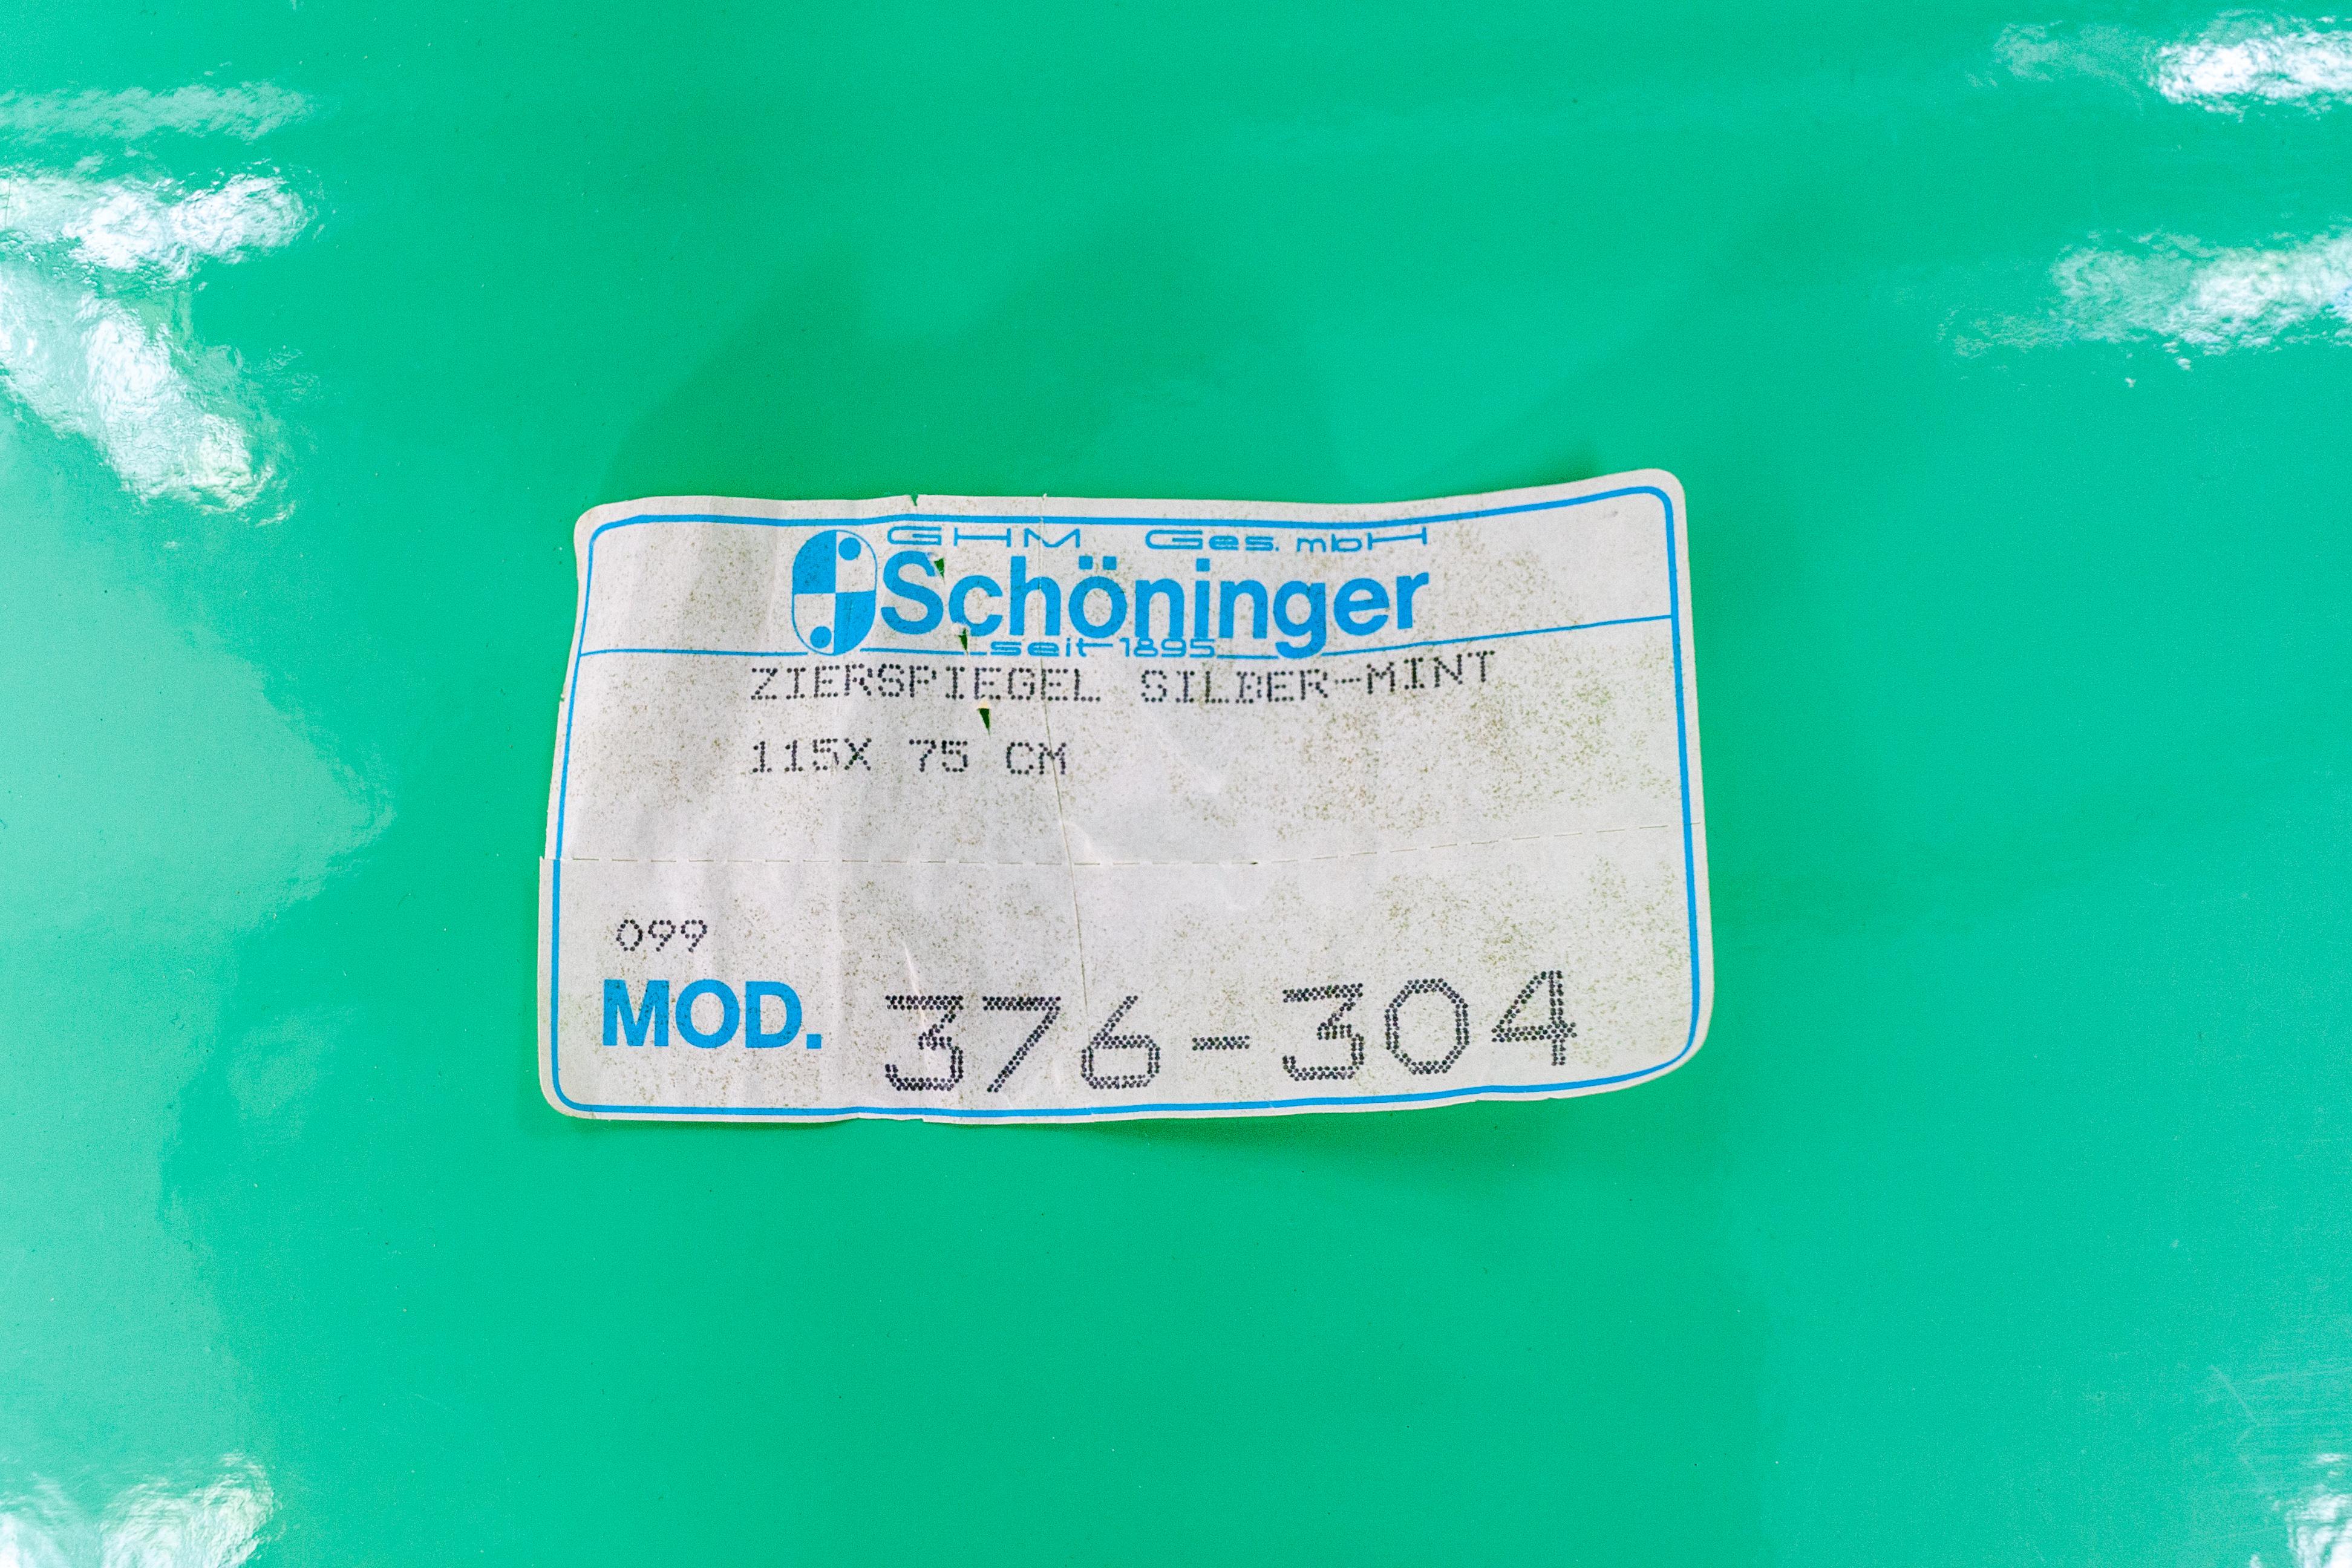 GHM Ges. mbH
Schöninger
seit 1895
ZIERSPIEGEL SILBER-MINT
115X 75 CM
099
MOD. 376-304